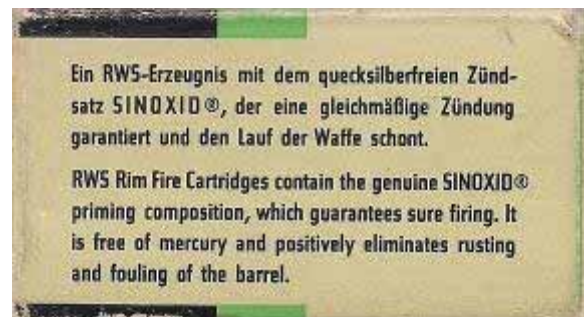 Ein RWS-Erzeugnis mit dem quecksilberfreien Zünd-
satz SINOXID®, der eine gleichmäßige Zündung
garantiert und den Lauf der Waffe schont.
RWS Rim Fire Cartridges contain the genuine SINOXID®
priming composition, which guarantees sure firing. It
is free of mercury and positively eliminates rusting
and fouling of the barrel.